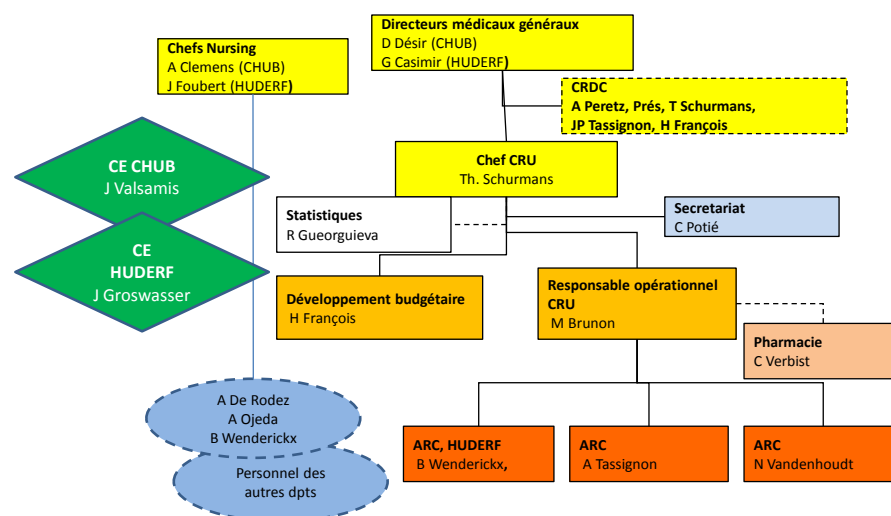 Directeurs médicaux généraux
D Désir (CHUB)
G Casimir (HUDERF)
Chefs Nursing
A Clemens (CHUB)
J Foubert (HUDERF)
CRDC
A Peretz, Prés, T Schurmans,
JP Tassignon, H François
CE CHUB
J Valsamis
Chef CRU
Th. Schurmans
Statistiques
R Gueorguieva
Secretariat
C Potié
CE
HUDERF
J Groswasser
Développement budgétaire
H François
Responsable opérationnel
CRU
M Brunon
Pharmacie
C Verbist
A De Rodez
A Ojeda
B Wenderickx
Personnel des
autres dpts
ARC, HUDERF
B Wenderickx,
ARC
A Tassignon
ARC
N Vandenhoudt